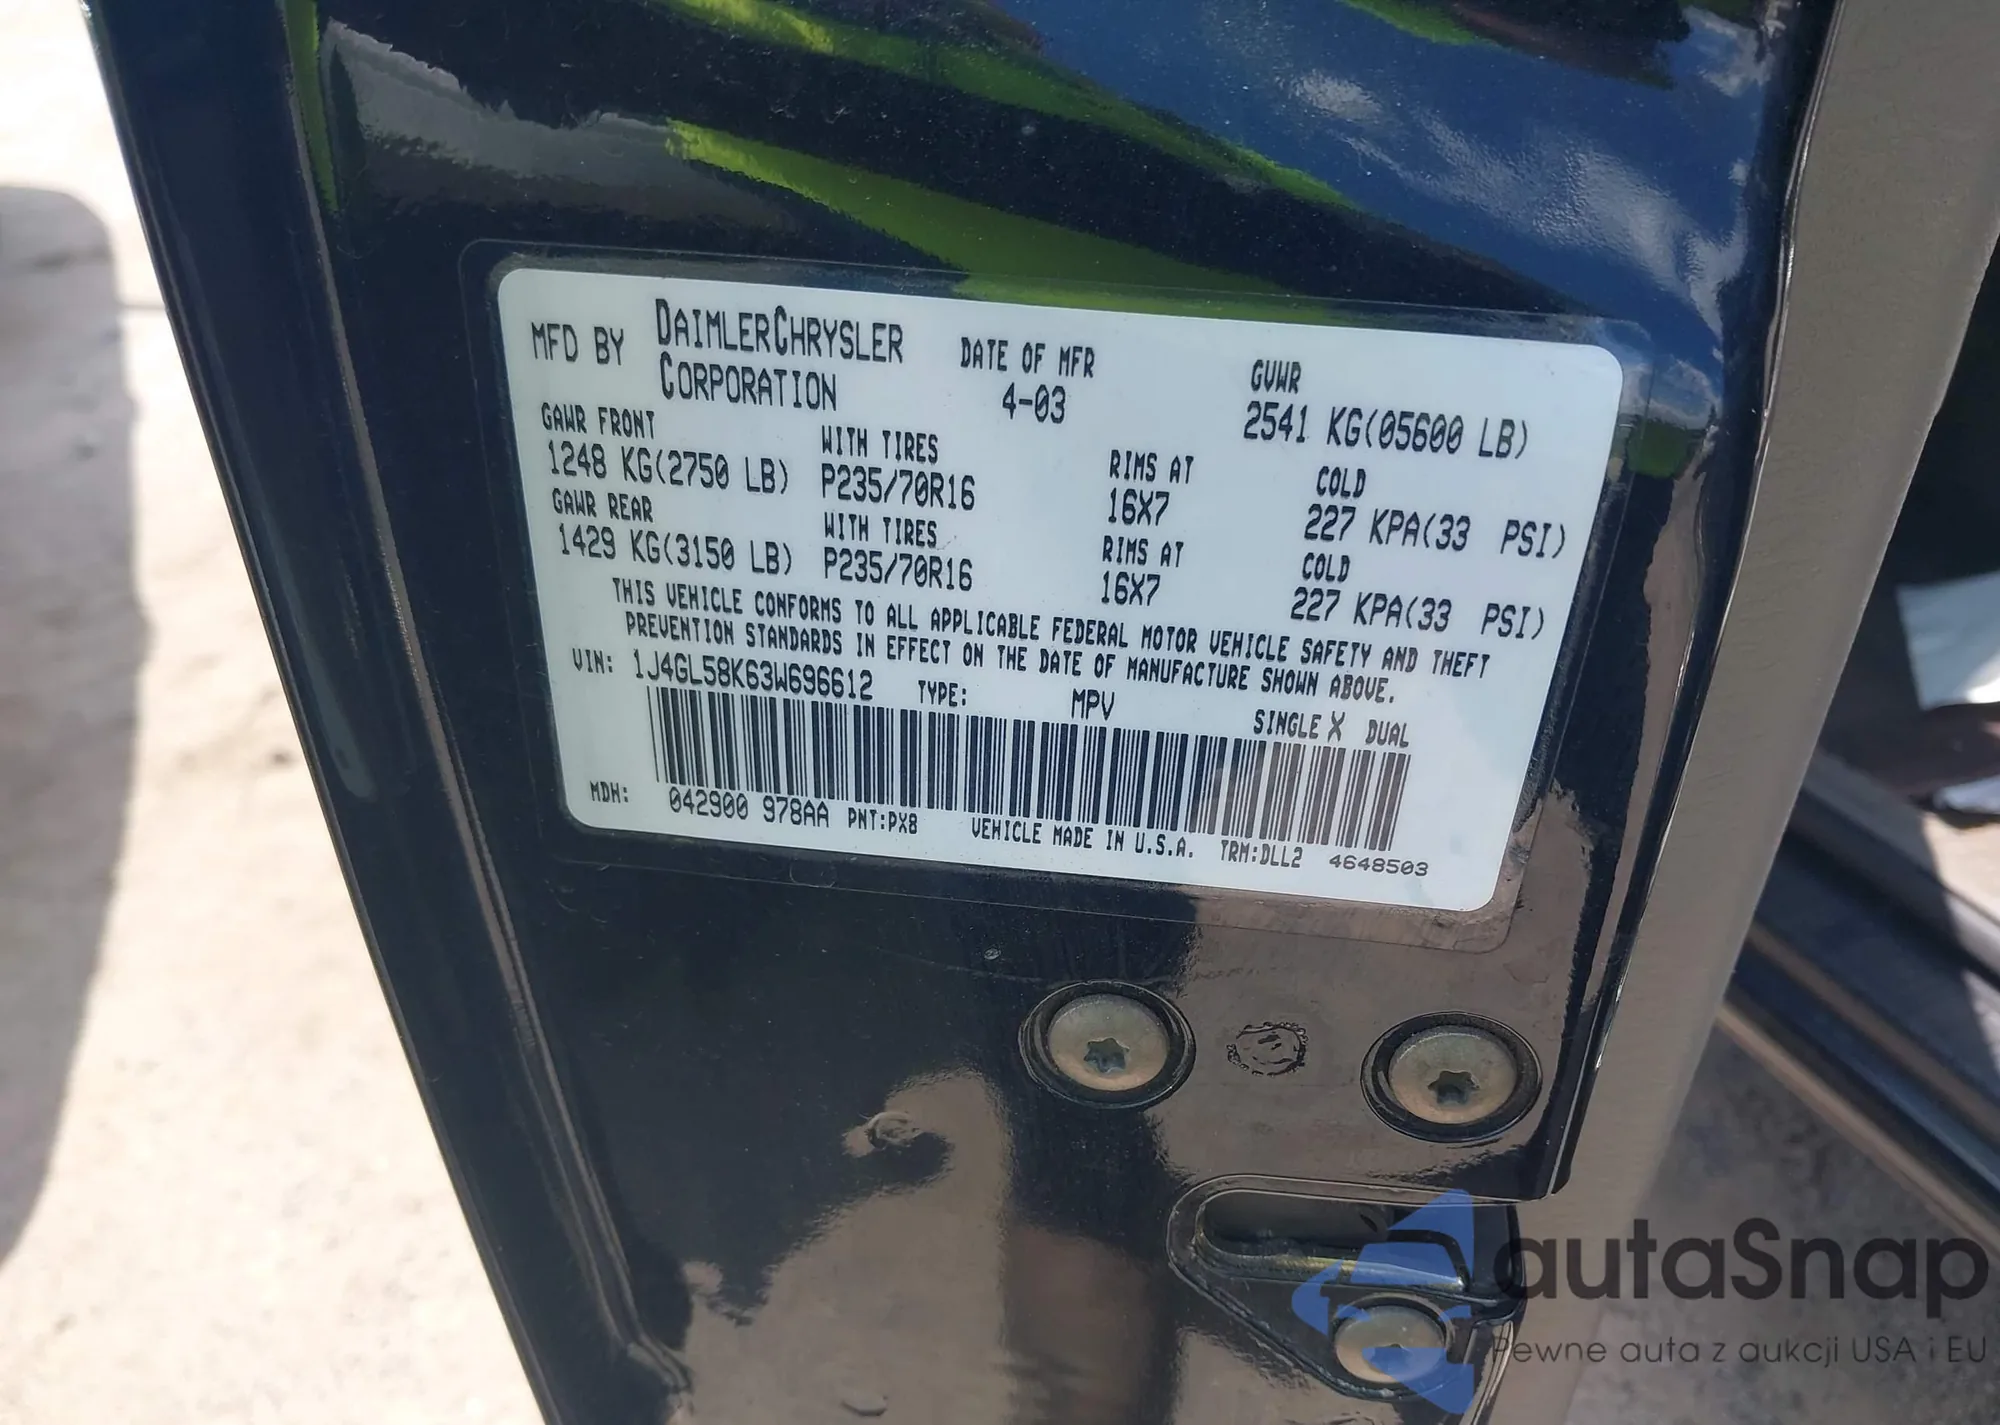 MFD BY DAIMLERCHRYSLER CORPORATION DATE OF MFR 4-03 GVWR 2541 KG(05600 LB)
GAWR FRONT WITH TIRES RIMS AT COLD
1248 KG(2750 LB) P235/70R16 16X7 227 KPA(33 PSI)
GAWR REAR WITH TIRES RIMS AT COLD
1429 KG(3150 LB) P235/70R16 16X7 227 KPA(33 PSI)
THIS VEHICLE CONFORMS TO ALL APPLICABLE FEDERAL MOTOR VEHICLE SAFETY AND THEFT
PREVENTION STANDARDS IN EFFECT ON THE DATE OF MANUFACTURE SHOWN ABOVE.
VIN: 1J4GL58K63W696612 TYPE: MPV SINGLE X DUAL
MDH: 042900 978AA PNT:PX8 VEHICLE MADE IN U.S.A. TRM:DLL2 4648503
autaSnap
Pewne auta z aukcji USA i EU